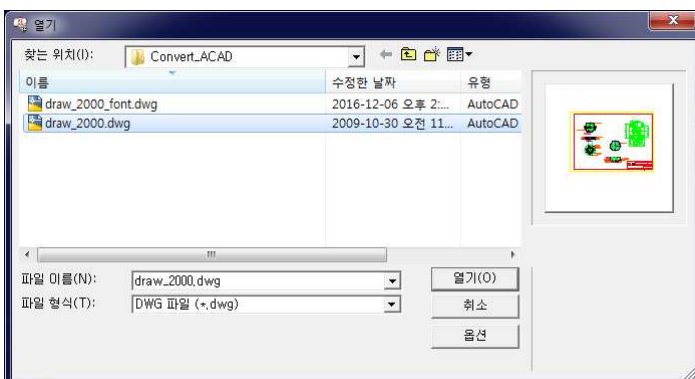 열기
찾는 위치(I): Convert_ACAD
이름 수정한 날짜 유형
draw_2000_font.dwg 2016-12-06 오후 2:... AutoCAD
draw_2000.dwg 2009-10-30 오전 11... AutoCAD
파일 이름(N): draw_2000.dwg 열기(O)
파일 형식(T): DWG 파일 (*.dwg) 취소
옵션